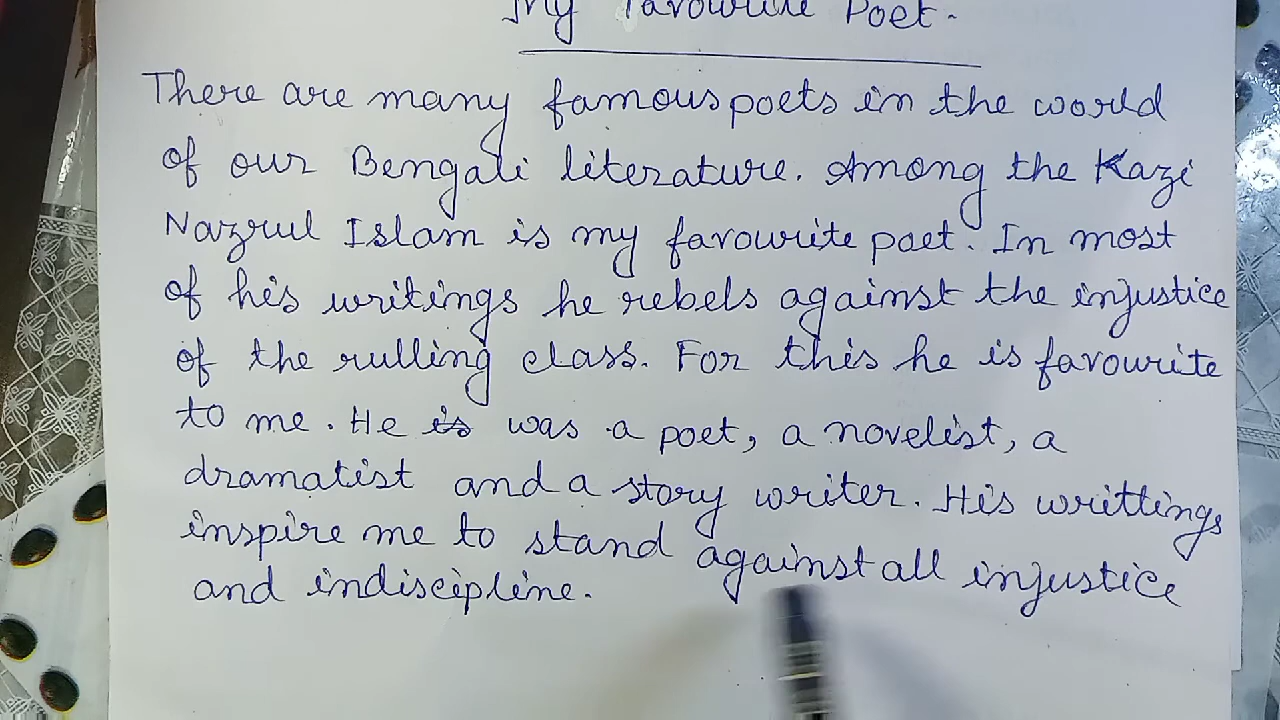 My Favourite Poet.
There are many famous poets in the world
of our Bengali literature. Among the Kazi
Nazrul Islam is my favourite poet. In most
of his writings he rebels against the injustice
of the rulling class. For this he is favourite
to me. He is was a poet, a novelist, a
dramatist and a story writer. His writtings
inspire me to stand against all injustice
and indiscipline.